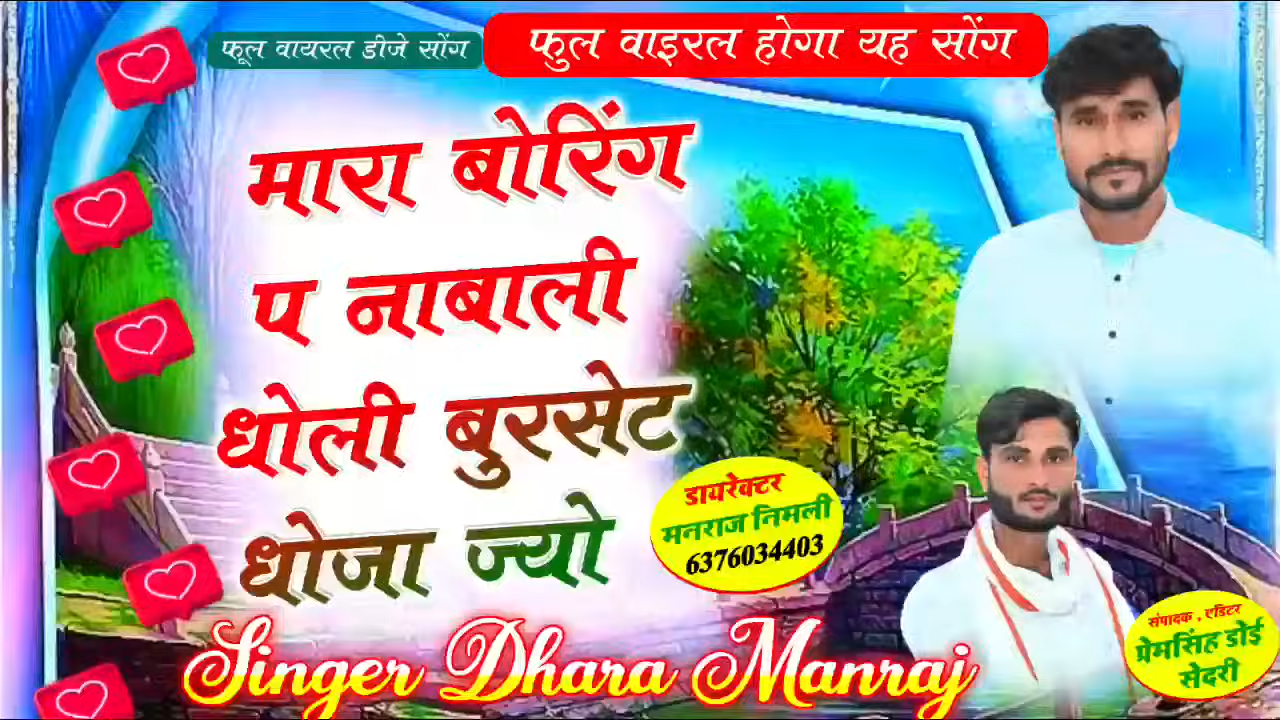 फूल वायरल डीजे सोंग
फुल वाइरल होगा यह सोंग
मारा बोरिंग
प नाबाली
धोली बुरसेट
धोजा ज्यो
डायरेक्टर
मनराज निमली
6376034403
Singer Dhara Manraj
संपादक , एडिटर
प्रेमसिंह डोई
सेदरी